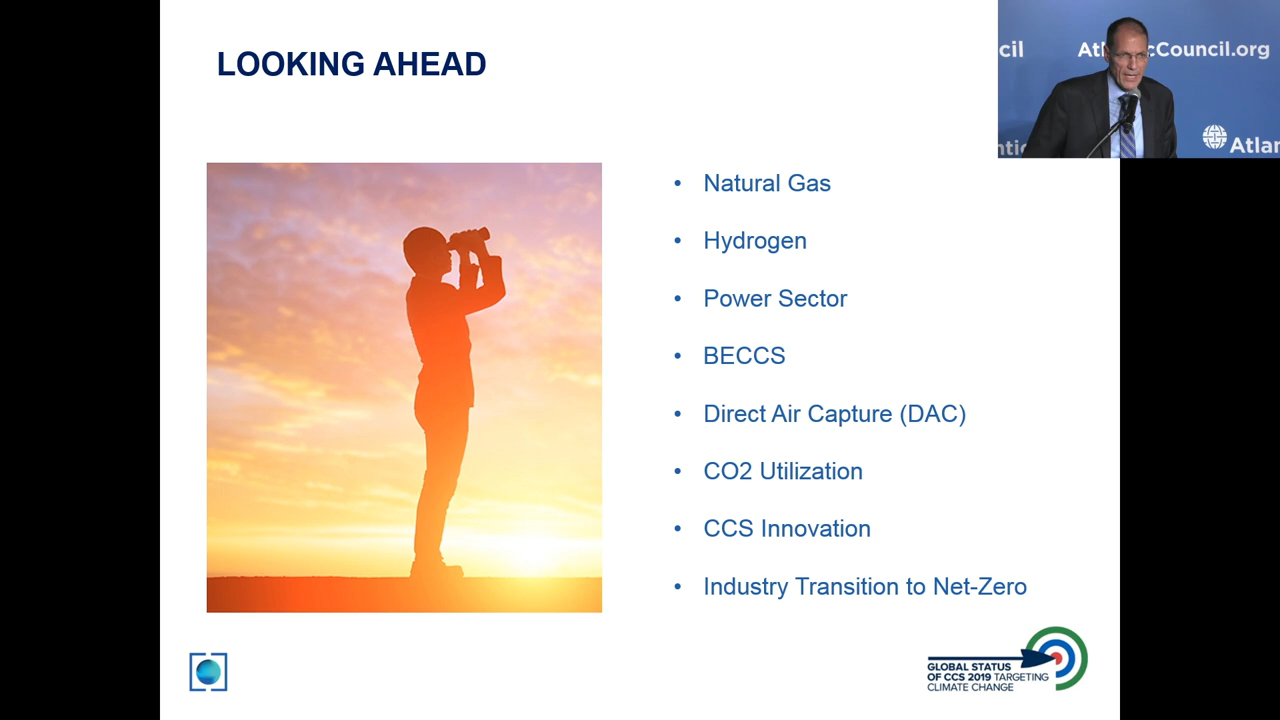 LOOKING AHEAD
cil
AtlanticCouncil.org
ntic
Atlan
• Natural Gas
• Hydrogen
• Power Sector
• BECCS
• Direct Air Capture (DAC)
• CO2 Utilization
• CCS Innovation
• Industry Transition to Net-Zero
GLOBAL STATUS
OF CCS 2019 TARGETING
CLIMATE CHANGE